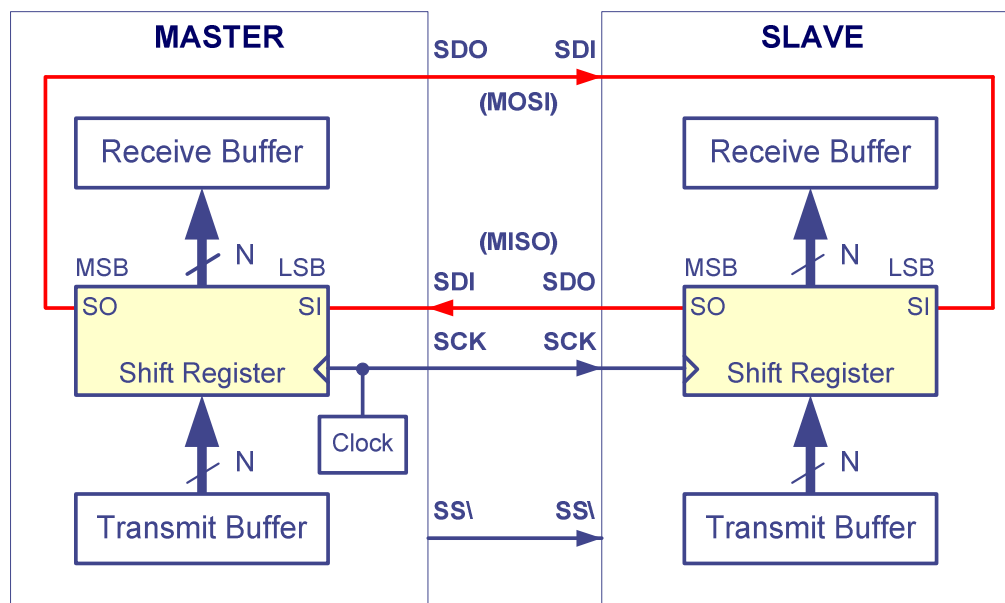 MASTER
SLAVE
SDO
SDI
(MOSI)
Receive Buffer
Receive Buffer
N
N
(MISO)
MSB
LSB
MSB
LSB
SDI
SDO
SO
SI
SO
SI
SCK
SCK
Shift Register
Shift Register
Clock
N
N
SS\
SS\
Transmit Buffer
Transmit Buffer